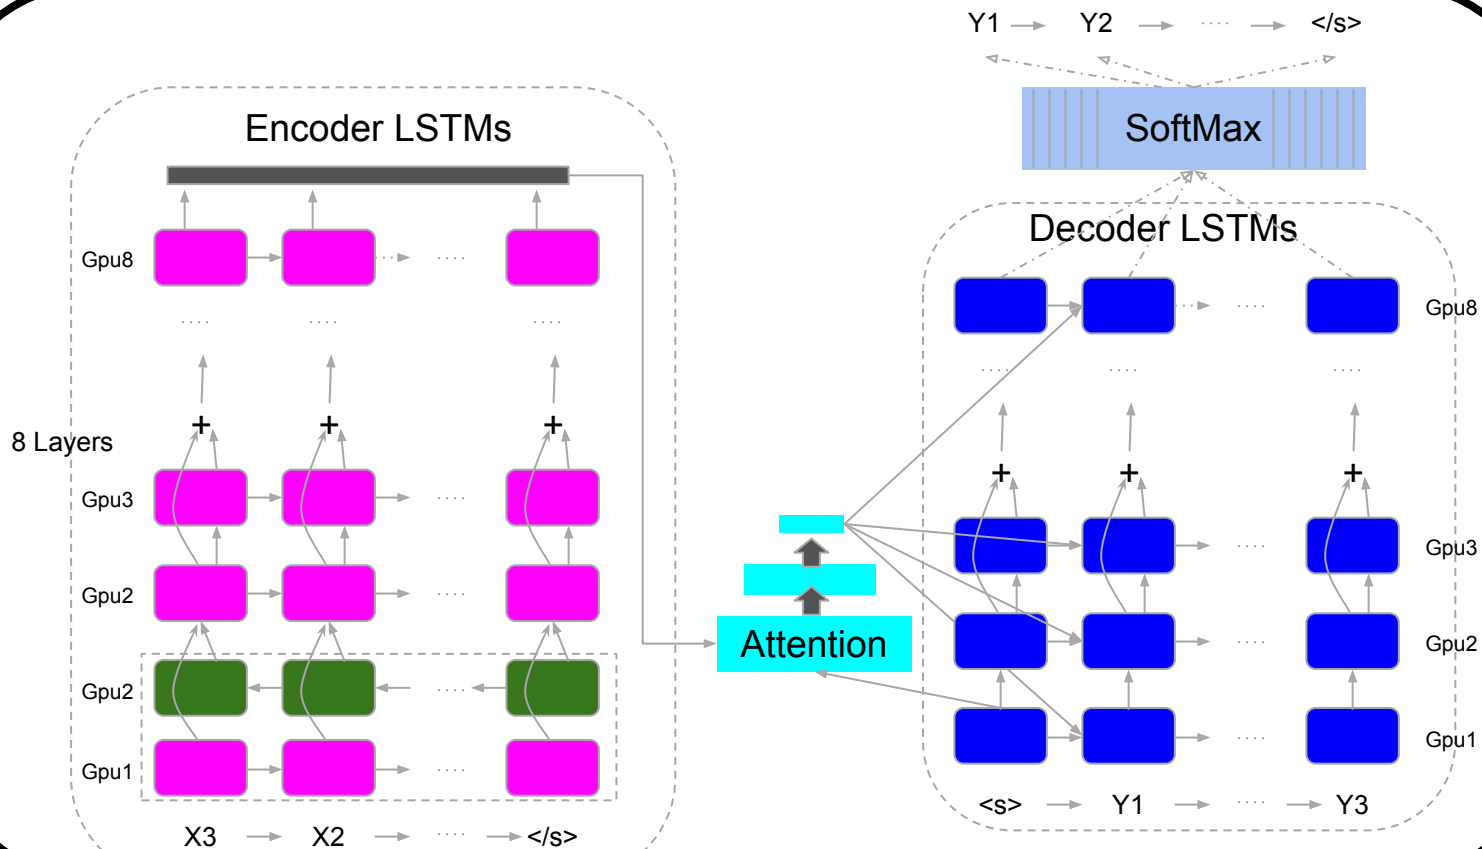 Y1 Y2 .... </s>
SoftMax
Encoder LSTMs
Decoder LSTMs
Gpu8 ....
.... .... ....
8 Layers
+ + +
Gpu3 ....
Gpu2 ....
Gpu2 ....
Gpu1 ....
X3 X2 .... </s>
Attention
.... Gpu8
.... .... ....
+ + +
.... Gpu3
.... Gpu2
.... Gpu1
<s> Y1 .... Y3